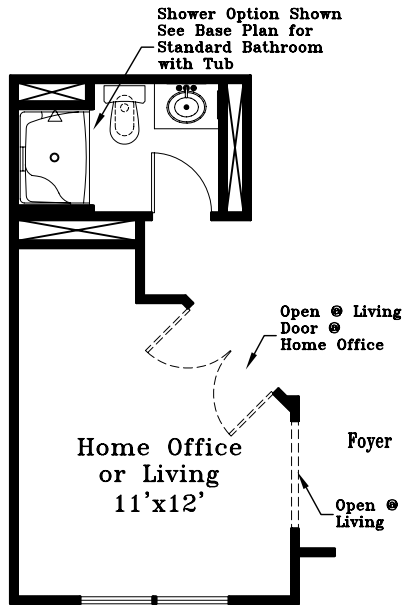 Shower Option Shown
See Base Plan for
Standard Bathroom
with Tub
Open @ Living
Door @
Home Office
Home Office
or Living
11'x12'
Foyer
Open @
Living